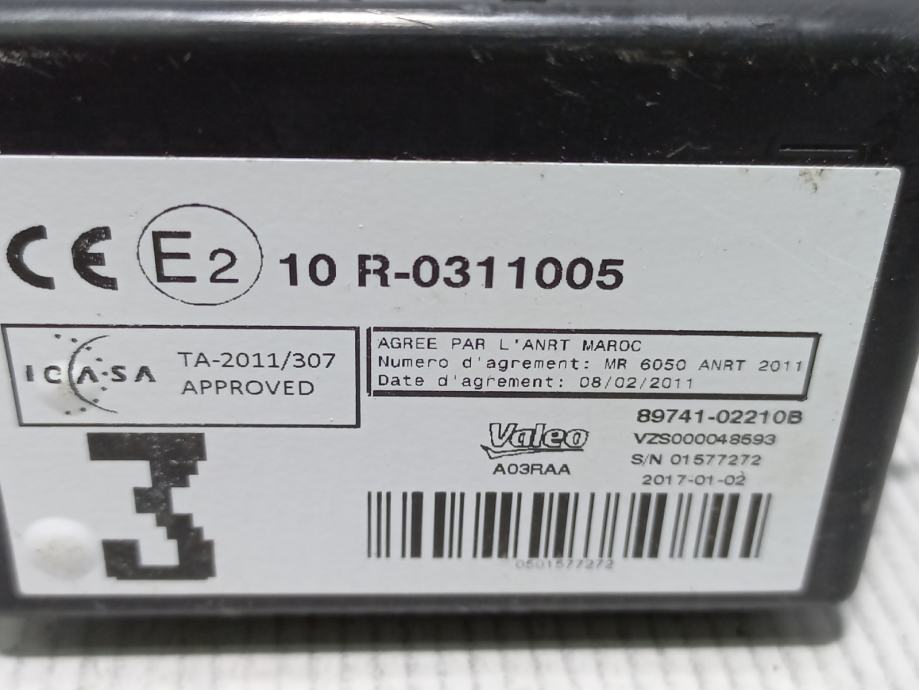 CE E2 10 R-0311005
ICASA TA-2011/307
APPROVED
AGREE PAR L'ANRT MAROC
Numero d'agrement: MR 6050 ANRT 2011
Date d'agrement: 08/02/2011
3
Valeo
A03RAA
89741-02210B
VZS000048593
S/N 01577272
2017-01-02
0501577272